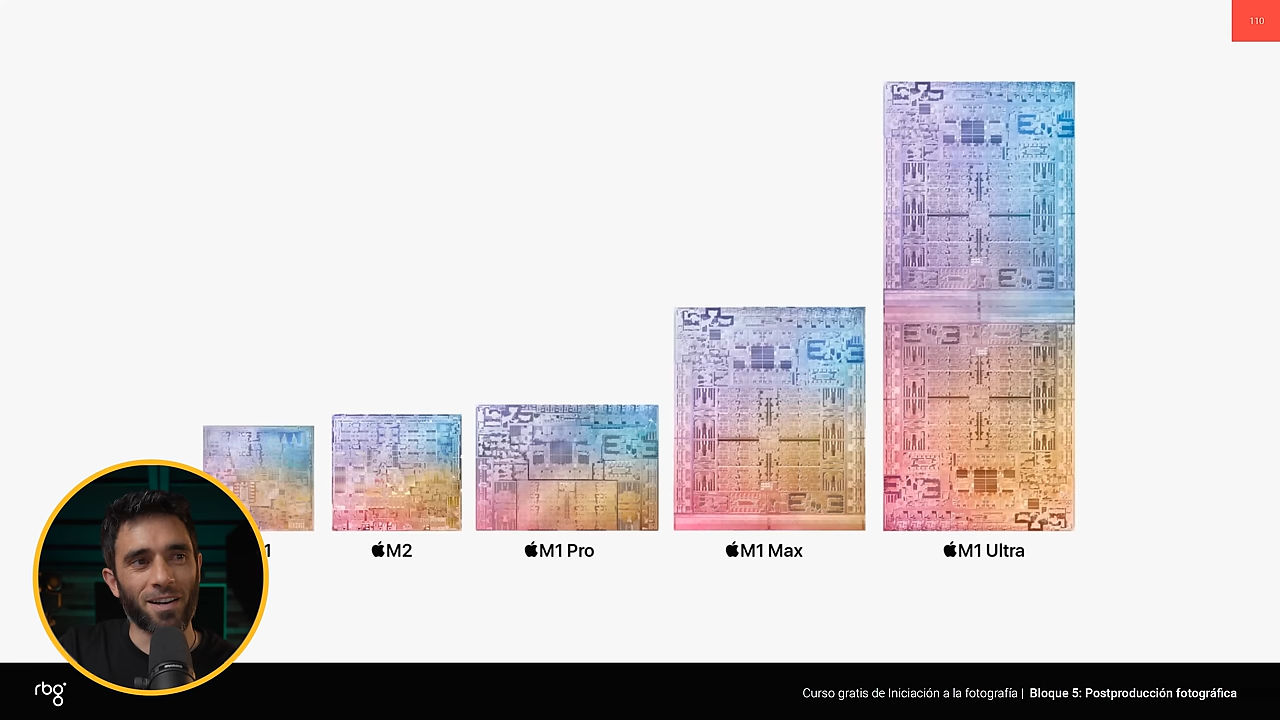 110
1
M2
M1 Pro
M1 Max
M1 Ultra
rbg
Curso gratis de Iniciación a la fotografía | Bloque 5: Postproducción fotográfica